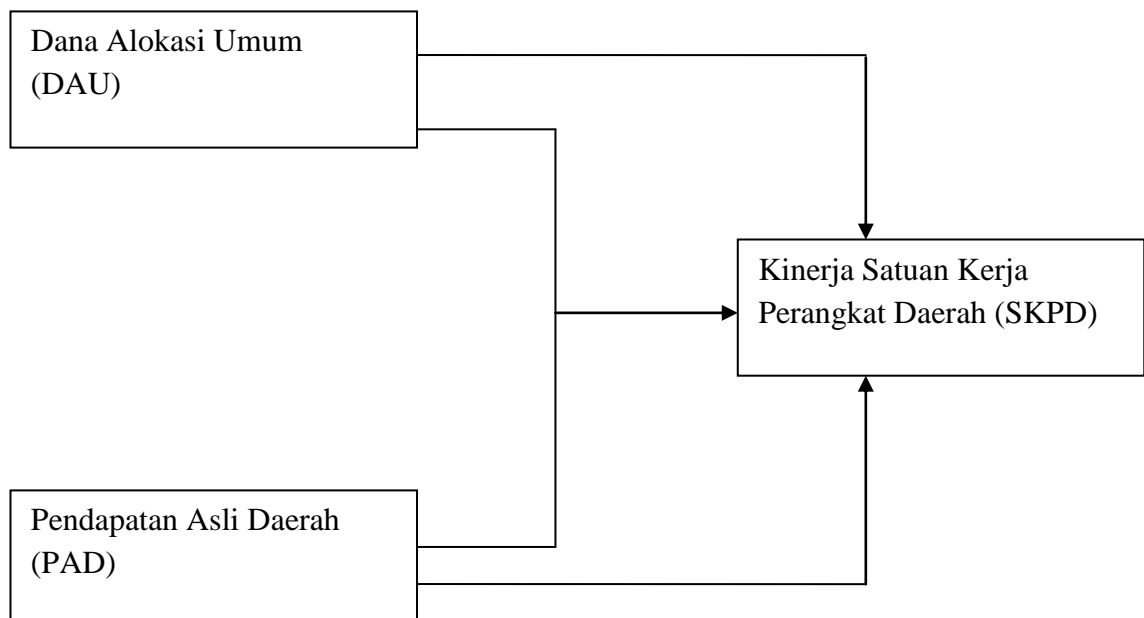 Dana Alokasi Umum
(DAU)
Kinerja Satuan Kerja
Perangkat Daerah (SKPD)
Pendapatan Asli Daerah
(PAD)